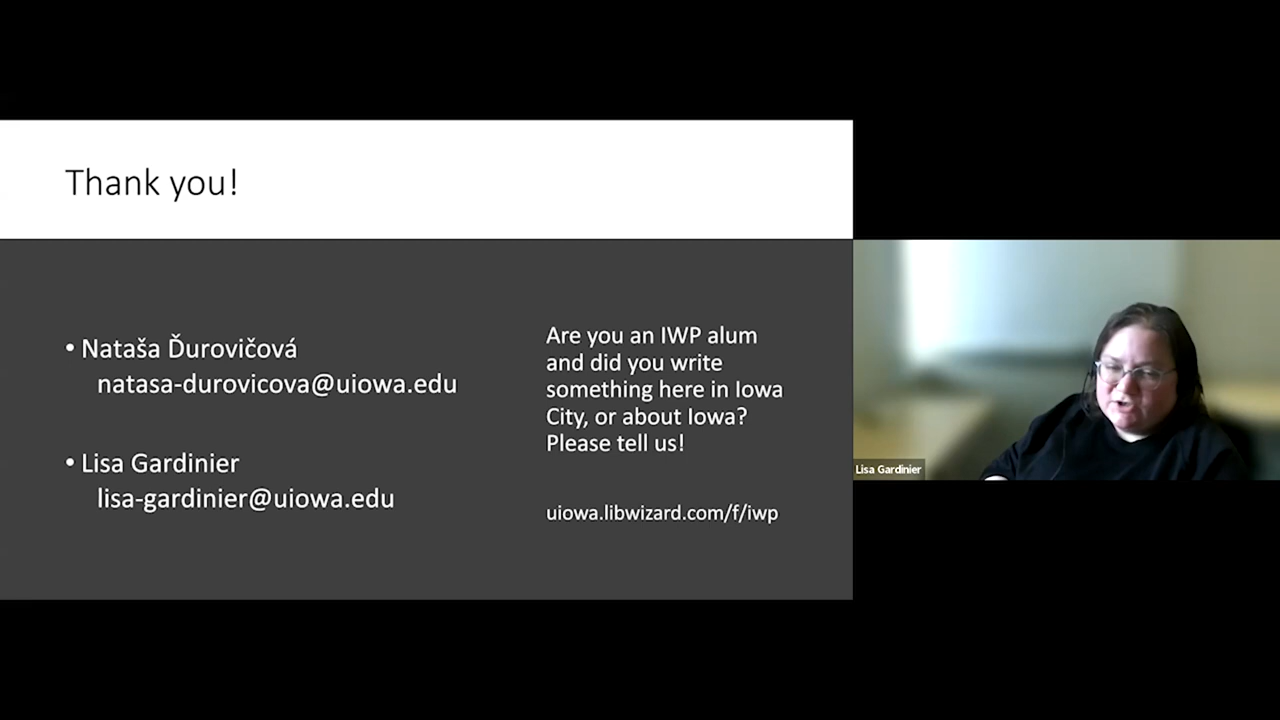 Thank you!
• Nataša Ďurovičová
natasa-durovicova@uiowa.edu
• Lisa Gardinier
lisa-gardinier@uiowa.edu
Are you an IWP alum
and did you write
something here in Iowa
City, or about Iowa?
Please tell us!
uiowa.libwizard.com/f/iwp
Lisa Gardinier